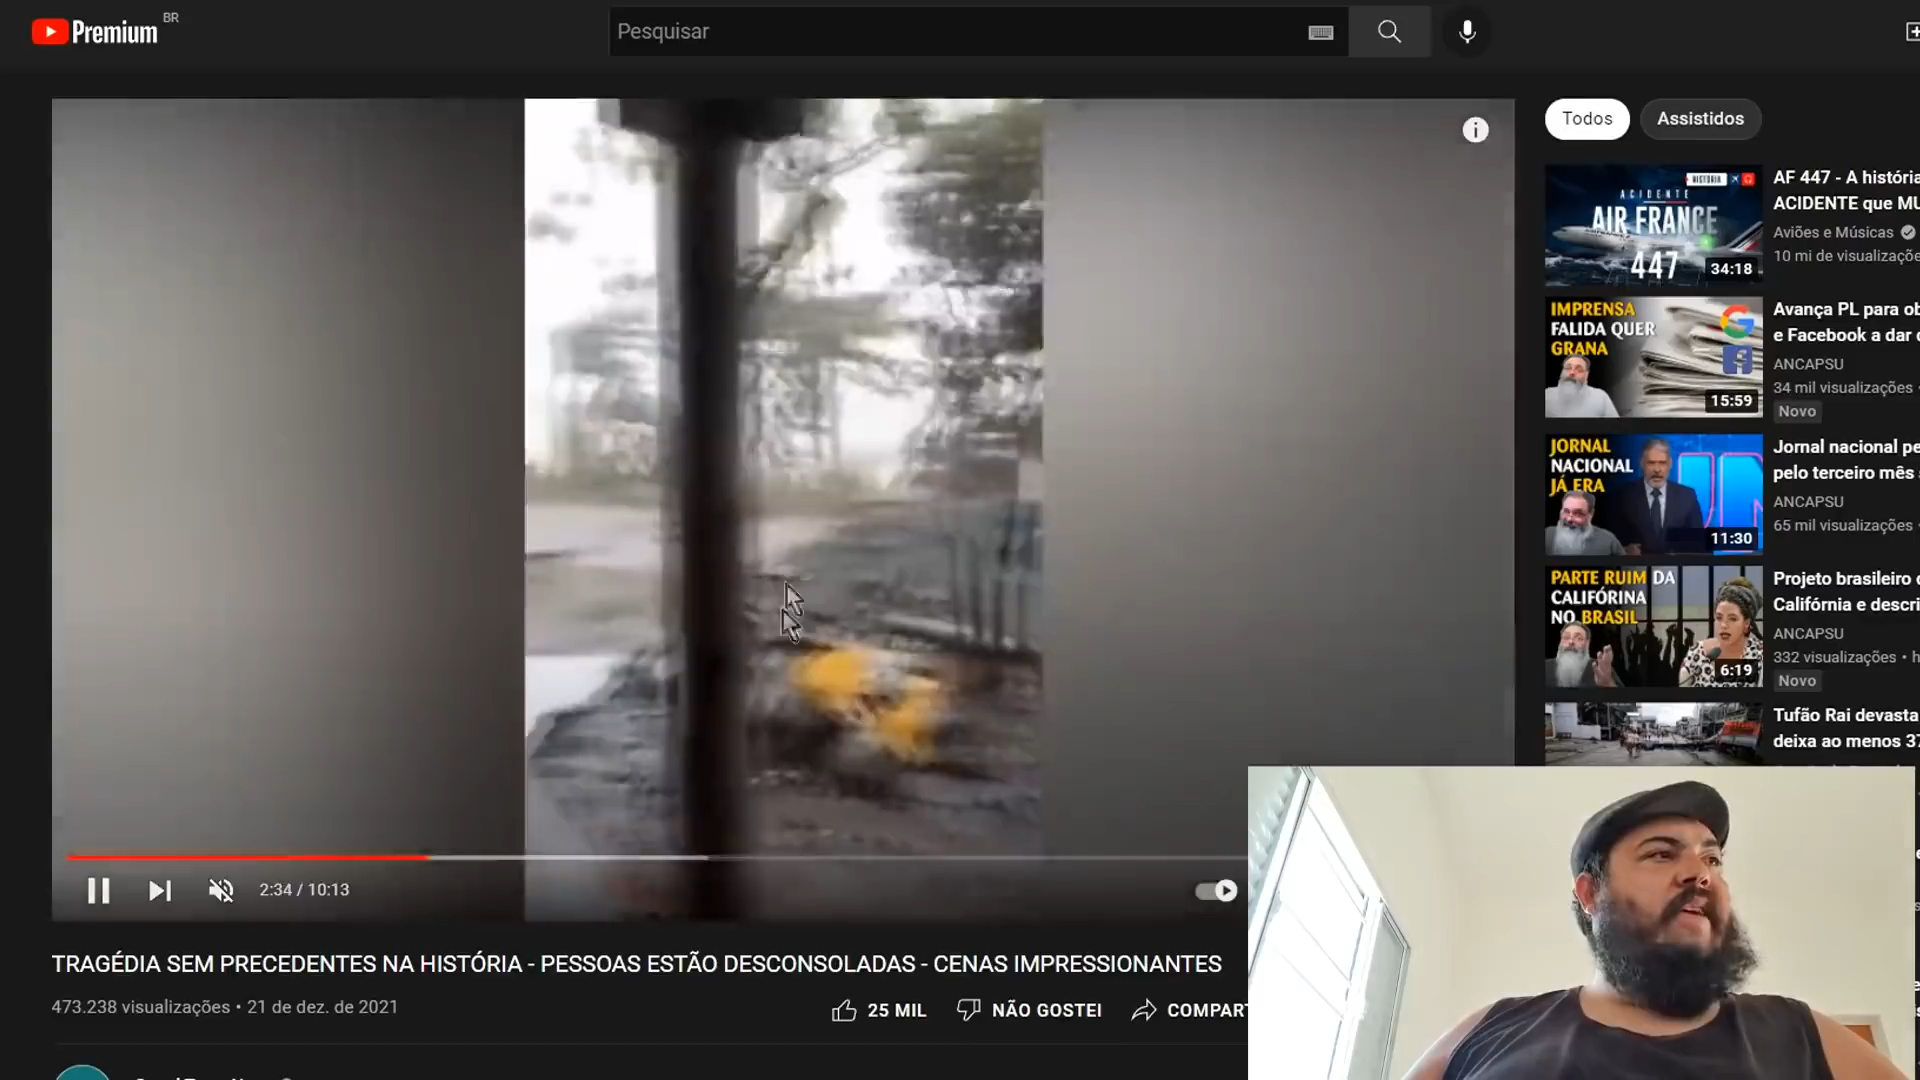 Premium BR
Pesquisar
Todos
Assistidos
HISTÓRIA
ACIDENTE
AIR FRANCE
447
34:18
AF 447 - A história
ACIDENTE que MU
Aviões e Músicas
10 mi de visualizaçõe
IMPRENSA
FALIDA QUER
GRANA
15:59
Avança PL para ob
e Facebook a dar d
ANCAPSU
34 mil visualizações
Novo
JORNAL
NACIONAL
JÁ ERA
11:30
Jornal nacional pe
pelo terceiro mês
ANCAPSU
65 mil visualizações
PARTE RUIM DA
CALIFÓRINA
NO BRASIL
6:19
Projeto brasileiro
Califórnia e descri
ANCAPSU
332 visualizações • h
Novo
Tufão Rai devasta
deixa ao menos 37
2:34 / 10:13
TRAGÉDIA SEM PRECEDENTES NA HISTÓRIA - PESSOAS ESTÃO DESCONSOLADAS - CENAS IMPRESSIONANTES
473.238 visualizações • 21 de dez. de 2021
25 MIL
NÃO GOSTEI
COMPART